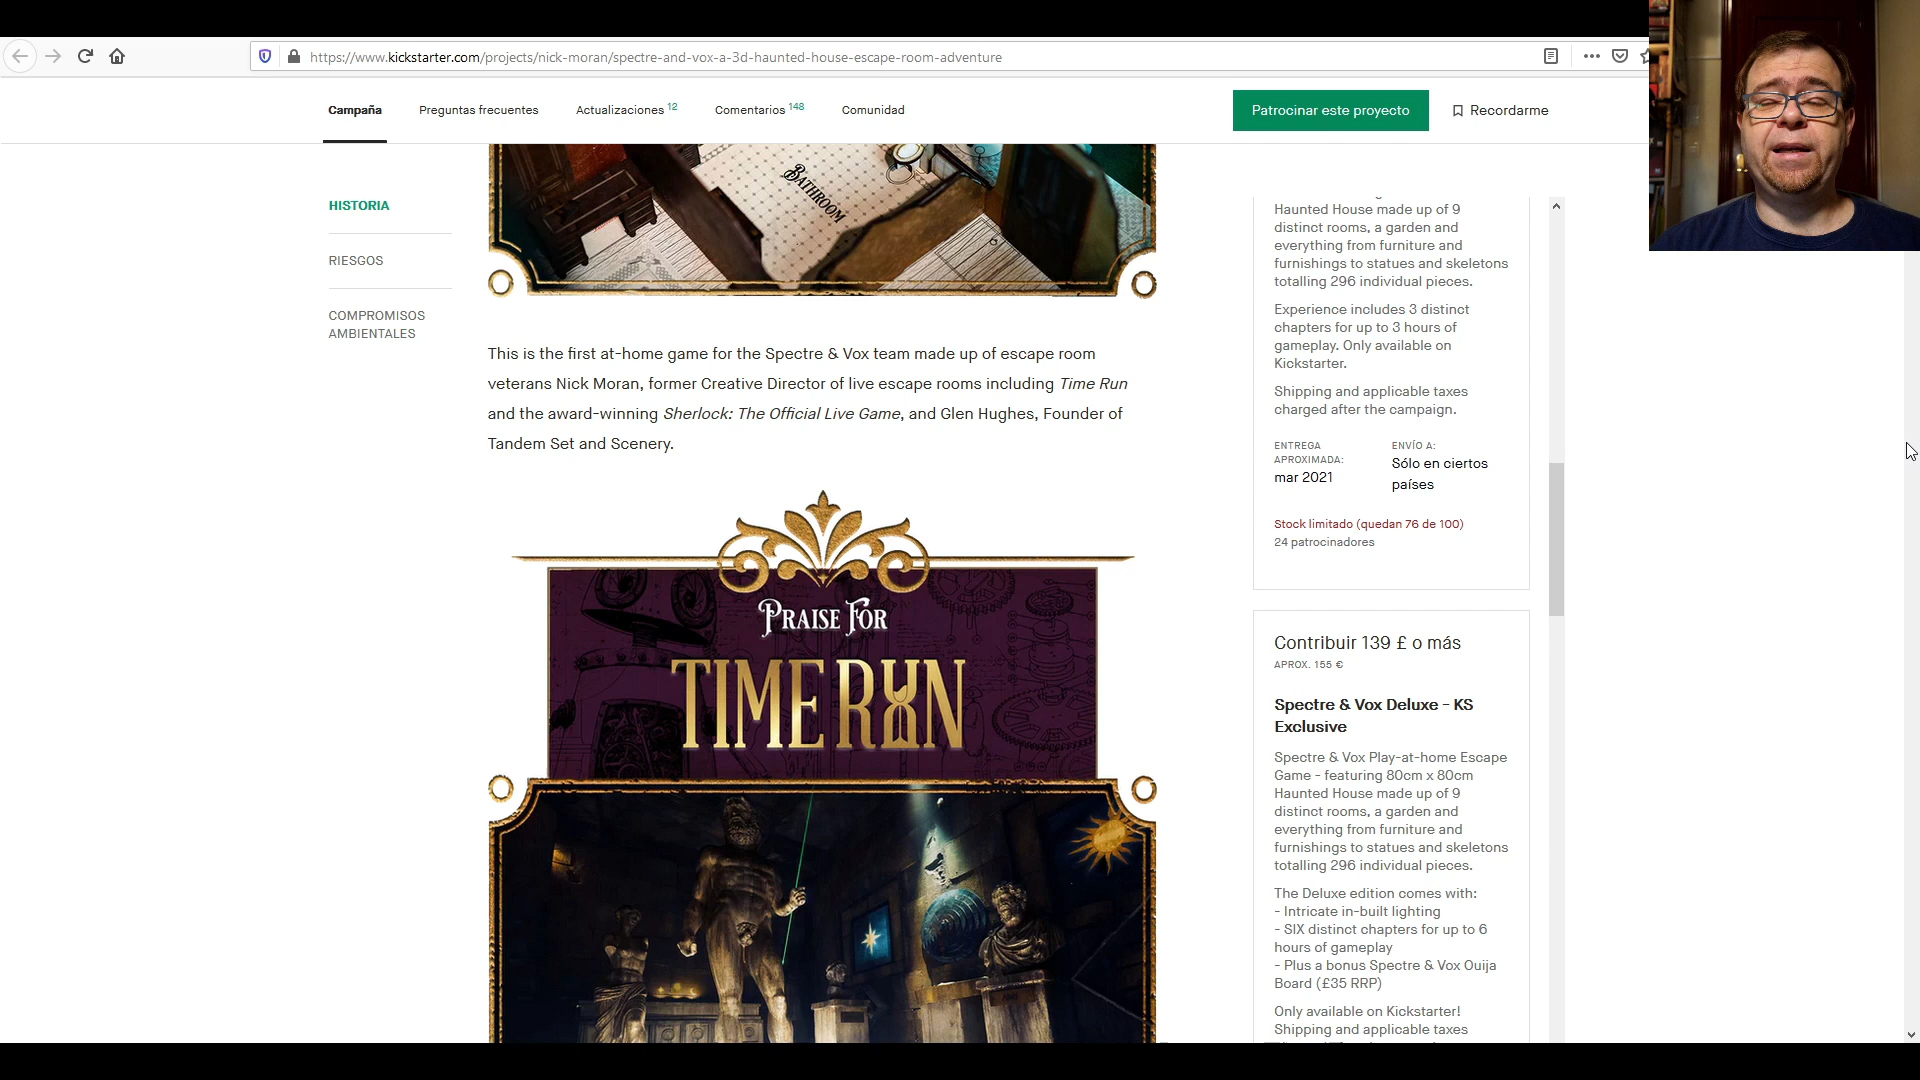 https://www.kickstarter.com/projects/nick-moran/spectre-and-vox-a-3d-haunted-house-escape-room-adventure
Campaña
Preguntas frecuentes
Actualizaciones 12
Comentarios 148
Comunidad
Patrocinar este proyecto
Recordarme
HISTORIA
RIESGOS
COMPROMISOS
AMBIENTALES
BATHROOM
This is the first at-home game for the Spectre & Vox team made up of escape room
veterans Nick Moran, former Creative Director of live escape rooms including Time Run
and the award-winning Sherlock: The Official Live Game, and Glen Hughes, Founder of
Tandem Set and Scenery.
PRAISE FOR
TIME RUN
Haunted House made up of 9
distinct rooms, a garden and
everything from furniture and
furnishings to statues and skeletons
totalling 296 individual pieces.
Experience includes 3 distinct
chapters for up to 3 hours of
gameplay. Only available on
Kickstarter.
Shipping and applicable taxes
charged after the campaign.
ENTREGA
APROXIMADA:
mar 2021
ENVÍO A:
Sólo en ciertos
países
Stock limitado (quedan 76 de 100)
24 patrocinadores
Contribuir 139 £ o más
APROX. 155 €
Spectre & Vox Deluxe - KS
Exclusive
Spectre & Vox Play-at-home Escape
Game - featuring 80cm x 80cm
Haunted House made up of 9
distinct rooms, a garden and
everything from furniture and
furnishings to statues and skeletons
totalling 296 individual pieces.
The Deluxe edition comes with:
- Intricate in-built lighting
- SIX distinct chapters for up to 6
hours of gameplay
- Plus a bonus Spectre & Vox Ouija
Board (£35 RRP)
Only available on Kickstarter!
Shipping and applicable taxes